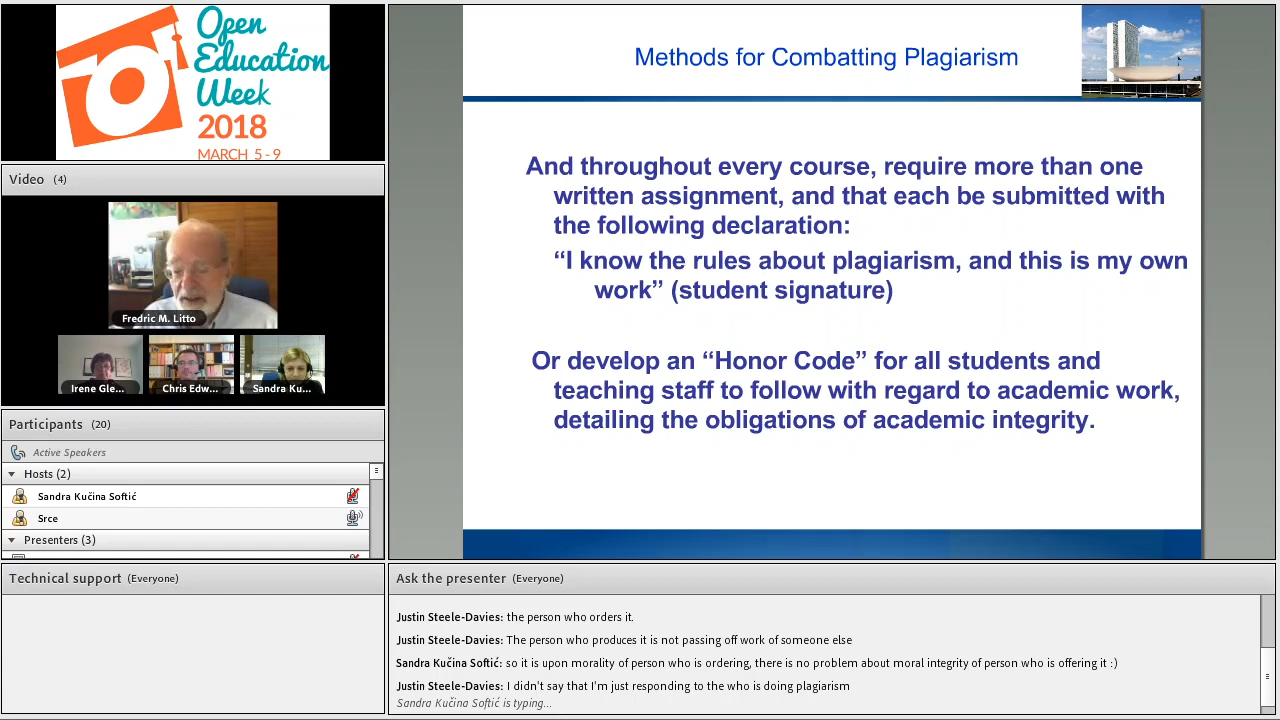 Open
Education
Week
2018
MARCH 5 - 9
Video (4)
Fredric M. Litto
Irene Gle...
Chris Edw...
Sandra Ku...
Participants (20)
Active Speakers
Hosts (2)
Sandra Kučina Softić
Srce
Presenters (3)
Technical support (Everyone)
Methods for Combatting Plagiarism
And throughout every course, require more than one
written assignment, and that each be submitted with
the following declaration:
“I know the rules about plagiarism, and this is my own
work” (student signature)
Or develop an “Honor Code” for all students and
teaching staff to follow with regard to academic work,
detailing the obligations of academic integrity.
Ask the presenter (Everyone)
Justin Steele-Davies: the person who orders it.
Justin Steele-Davies: The person who produces it is not passing off work of someone else
Sandra Kučina Softić: so it is upon morality of person who is ordering, there is no problem about moral integrity of person who is offering it :)
Justin Steele-Davies: I didn't say that I'm just responding to the who is doing plagiarism
Sandra Kučina Softić is typing...